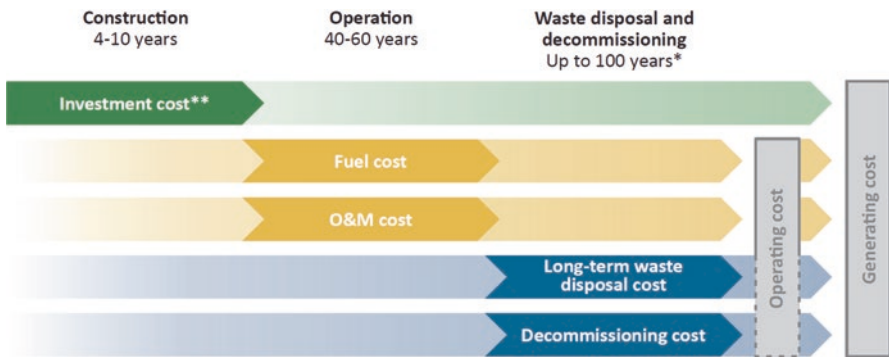 Construction
4-10 years
Operation
40-60 years
Waste disposal and
decommissioning
Up to 100 years*
Investment cost**
Fuel cost
O&M cost
Long-term waste
disposal cost
Decommissioning cost
Operating cost
Generating cost